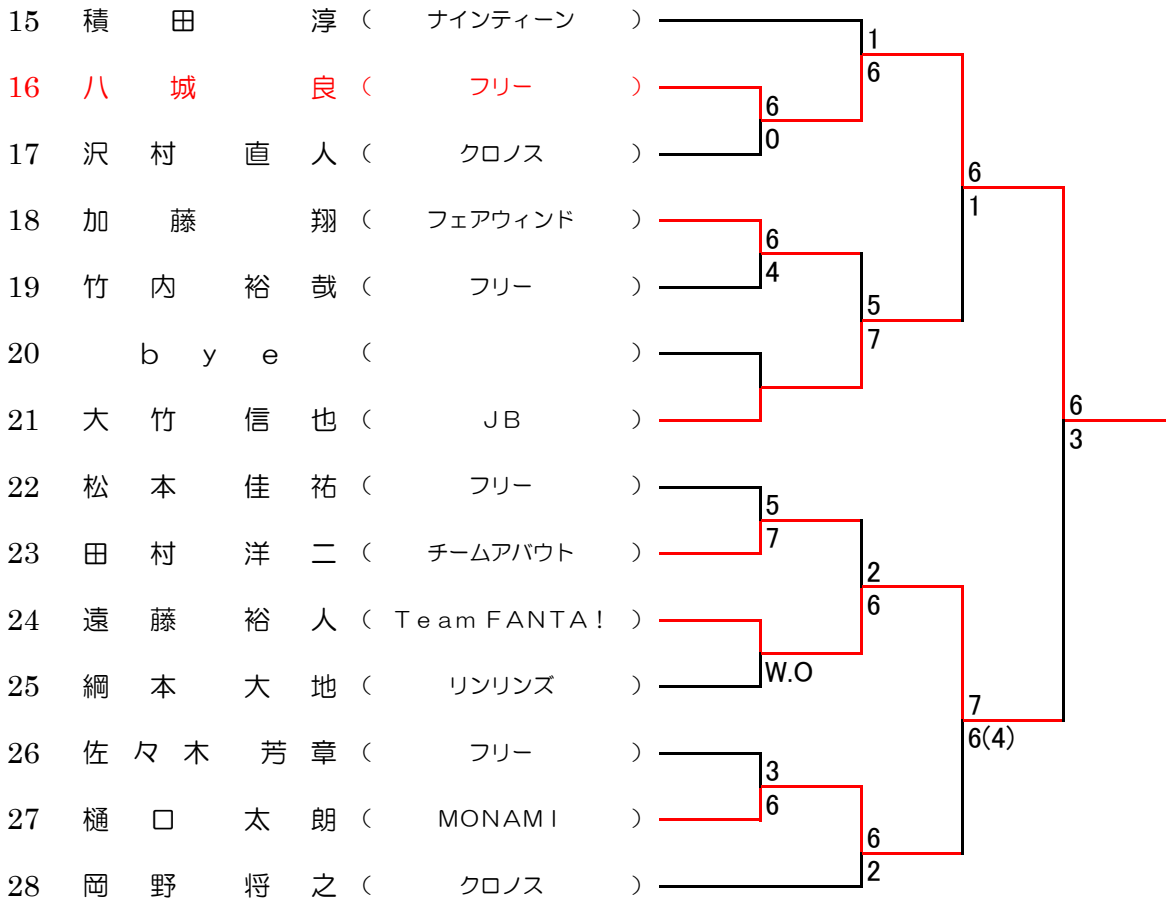 15 積田 淳 ( ナインティーン )
1
16 八城 良 ( フリー )
6
6
17 沢村 直人 ( クロノス )
0
6
18 加藤 翔 ( フェアウィンド )
1
6
19 竹内 裕哉 ( フリー )
4
5
20 bye ( )
7
21 大竹 信也 ( JB )
6
3
22 松本 佳祐 ( フリー )
5
23 田村 洋二 ( チームアバウト )
7
2
24 遠藤 裕人 ( Team FANTA! )
6
25 綱本 大地 ( リンリンズ )
W.O
7
26 佐々木 芳章 ( フリー )
6(4)
3
27 樋口 太朗 ( MONAMI )
6
6
28 岡野 将之 ( クロノス )
2